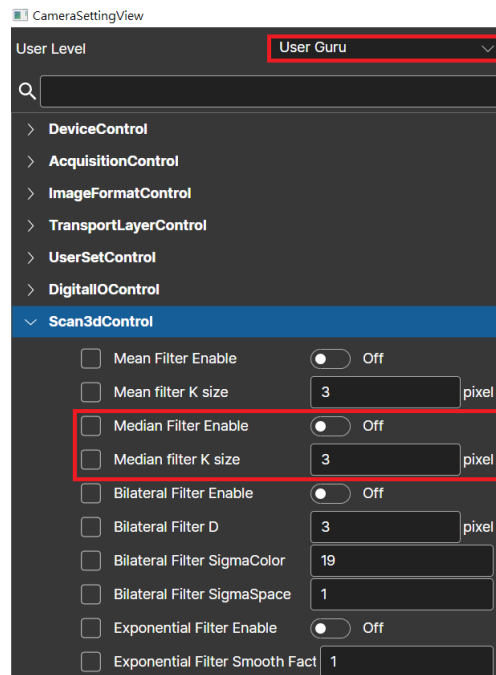 CameraSettingView
User Level User Guru
DeviceControl
AcquisitionControl
ImageFormatControl
TransportLayerControl
UserSetControl
DigitalIOControl
Scan3dControl
Mean Filter Enable Off
Mean filter K size 3 pixel
Median Filter Enable Off
Median filter K size 3 pixel
Bilateral Filter Enable Off
Bilateral Filter D 3 pixel
Bilateral Filter SigmaColor 19
Bilateral Filter SigmaSpace 1
Exponential Filter Enable Off
Exponential Filter Smooth Fact 1